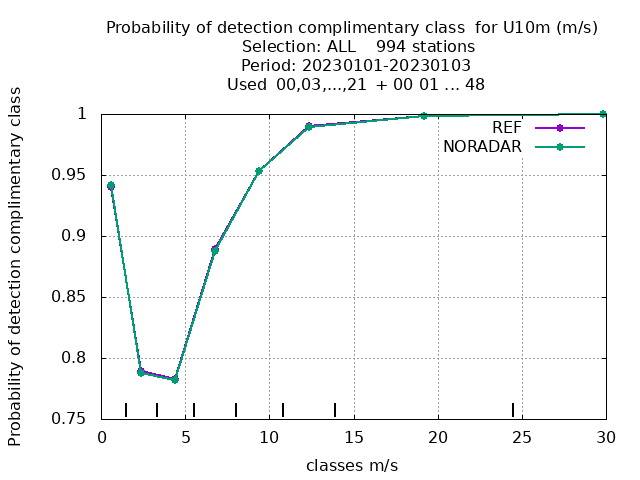 Probability of detection complimentary class  for U10m (m/s)
Selection: ALL    994 stations
Period: 20230101-20230103
Used  00,03,...,21  + 00 01 ... 48
Probability of detection complimentary class
1
0.95
0.9
0.85
0.8
0.75
REF
NORADAR
0 5 10 15 20 25 30
classes m/s